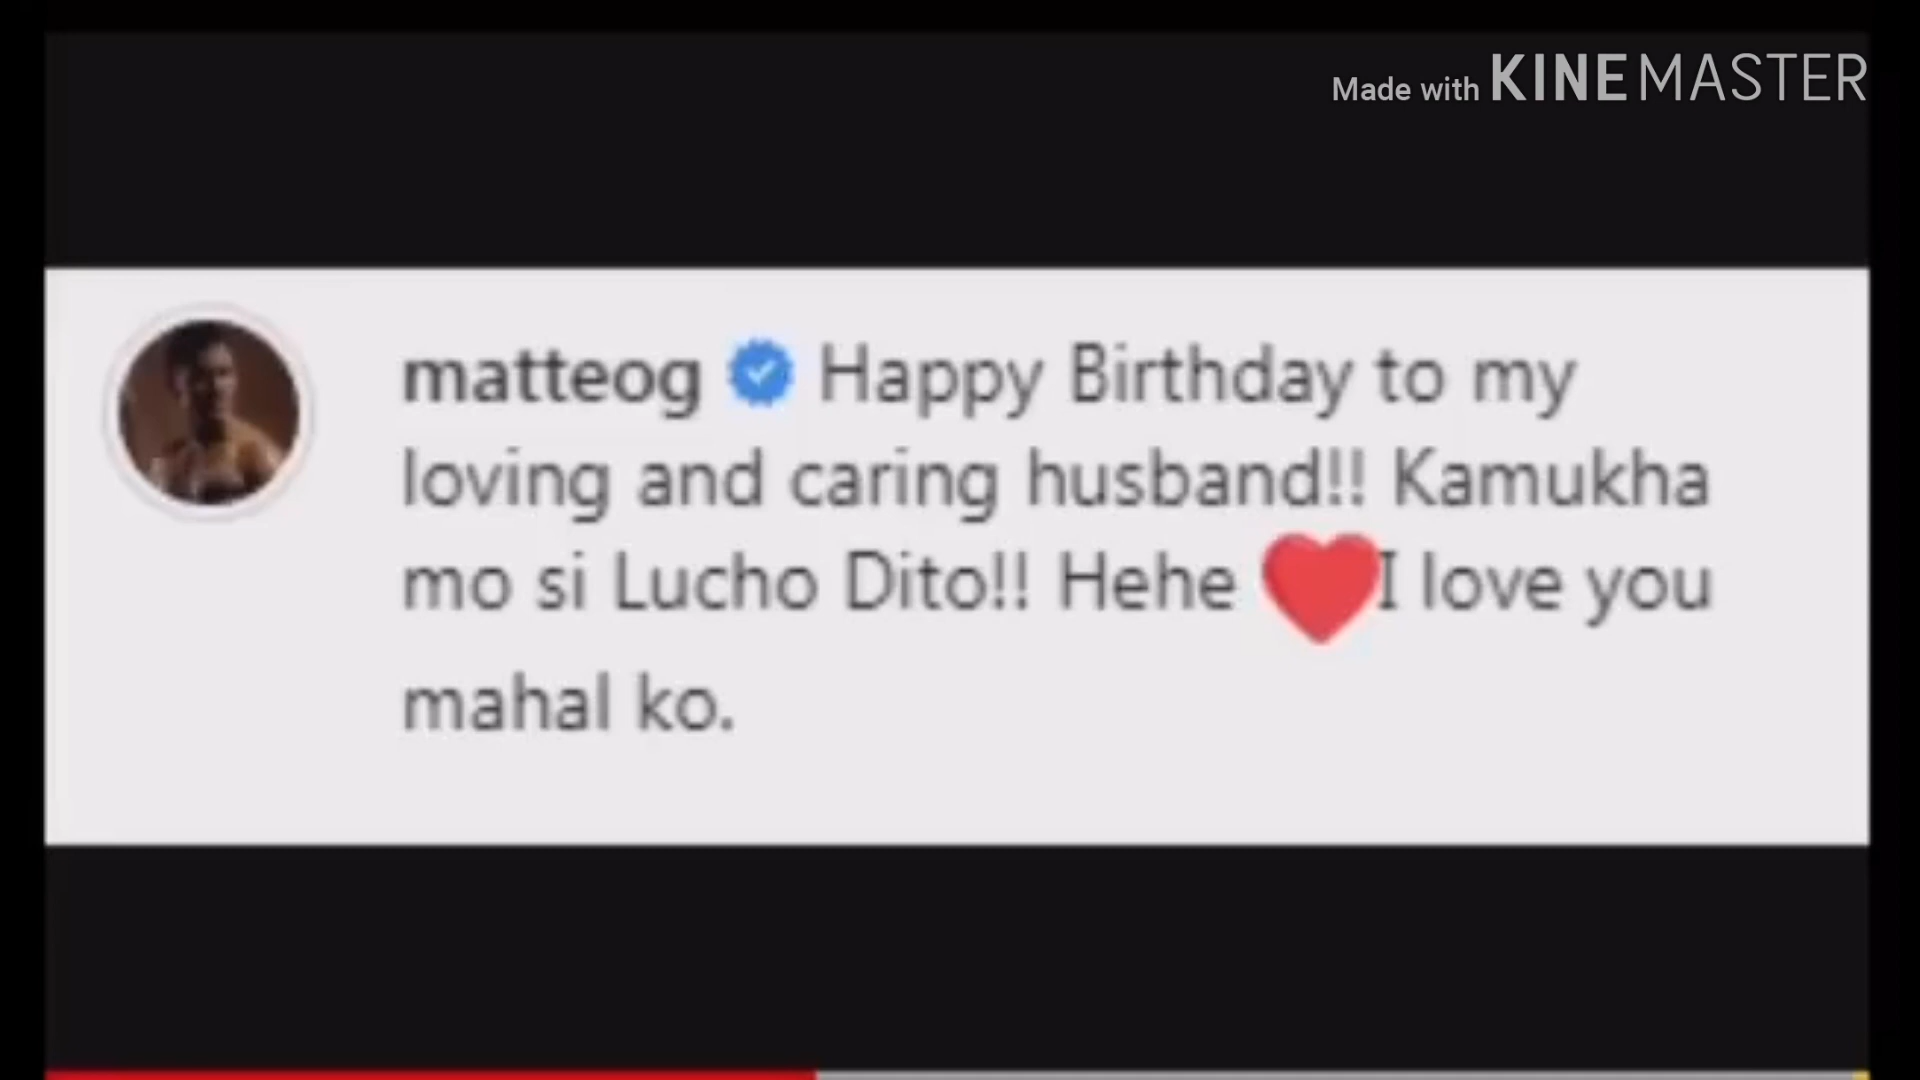 Made with KINEMASTER
matteog Happy Birthday to my
loving and caring husband!! Kamukha
mo si Lucho Dito!! Hehe ❤️I love you
mahal ko.